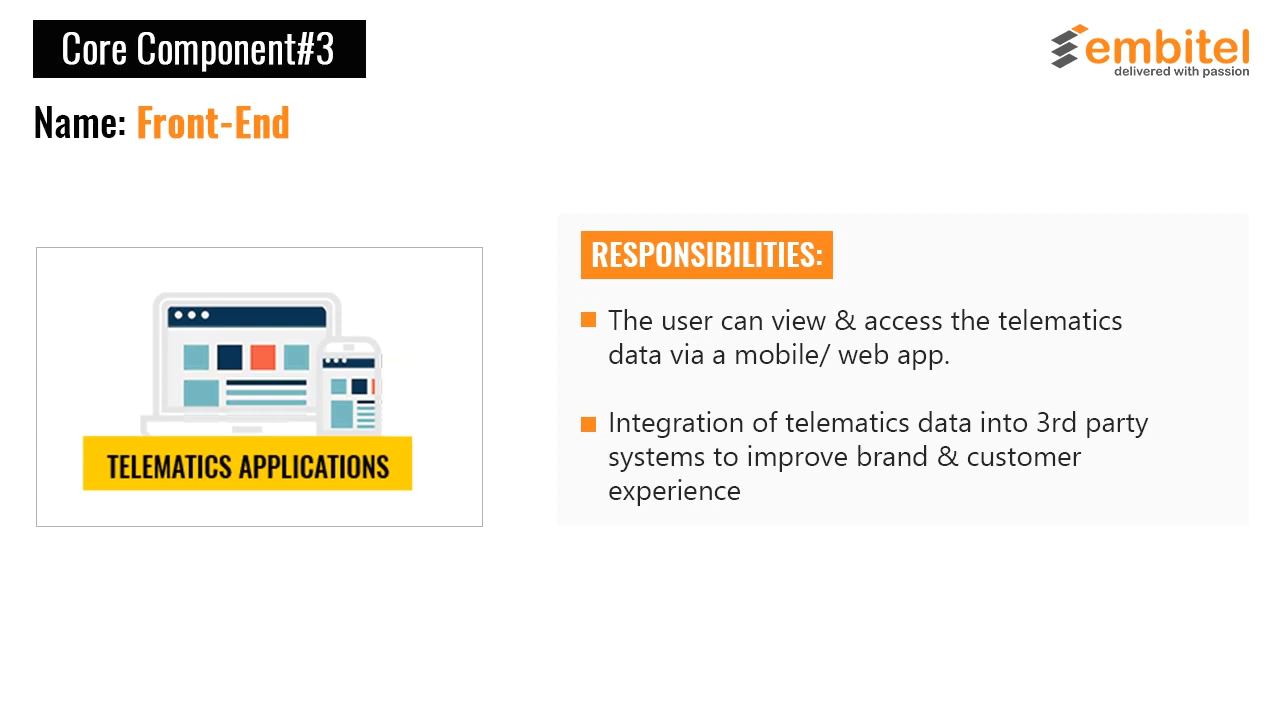 Core Component#3
embitel
delivered with passion
Name: Front-End
RESPONSIBILITIES:
The user can view & access the telematics
data via a mobile/ web app.
Integration of telematics data into 3rd party
systems to improve brand & customer
experience
TELEMATICS APPLICATIONS